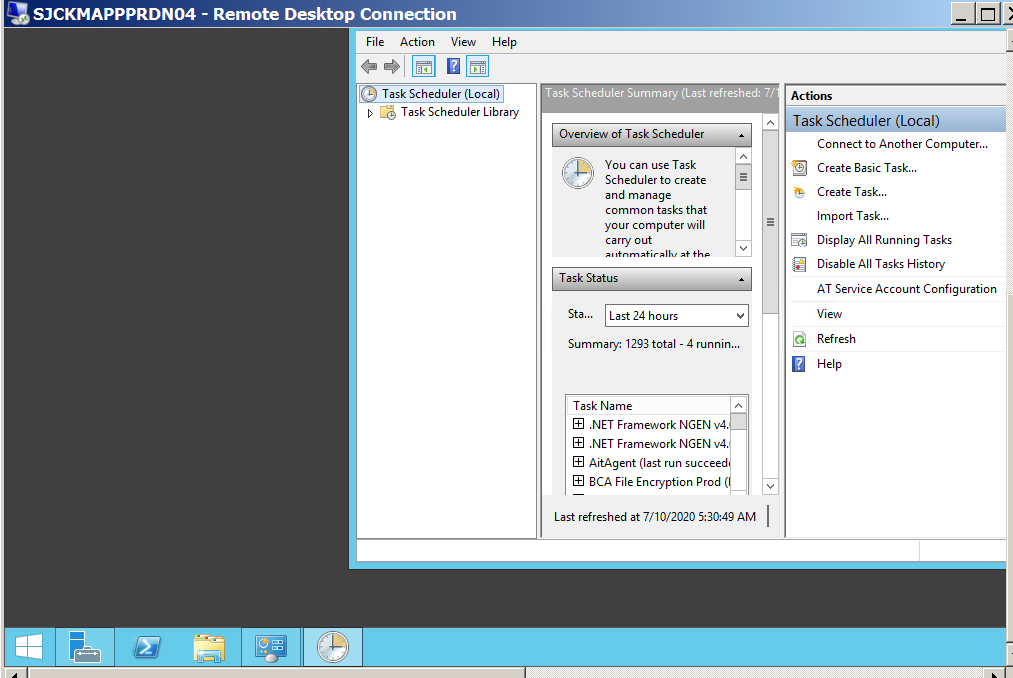 SJCKMAPPPRDN04 - Remote Desktop Connection
File Action View Help
Task Scheduler (Local)
Task Scheduler Library
Task Scheduler Summary (Last refreshed: 7/1
Overview of Task Scheduler
You can use Task
Scheduler to create
and manage
common tasks that
your computer will
carry out
automatically at the
Task Status
Sta...
Last 24 hours
Summary: 1293 total - 4 runnin...
Task Name
.NET Framework NGEN v4.
.NET Framework NGEN v4.
AitAgent (last run succeed
BCA File Encryption Prod (
Last refreshed at 7/10/2020 5:30:49 AM
Actions
Task Scheduler (Local)
Connect to Another Computer...
Create Basic Task...
Create Task...
Import Task...
Display All Running Tasks
Disable All Tasks History
AT Service Account Configuration
View
Refresh
Help